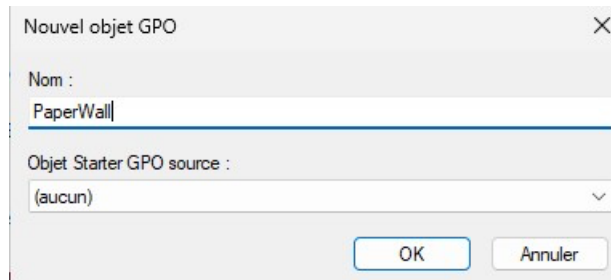 Nouvel objet GPO
Nom :
PaperWall
Objet Starter GPO source :
(aucun)
OK Annuler